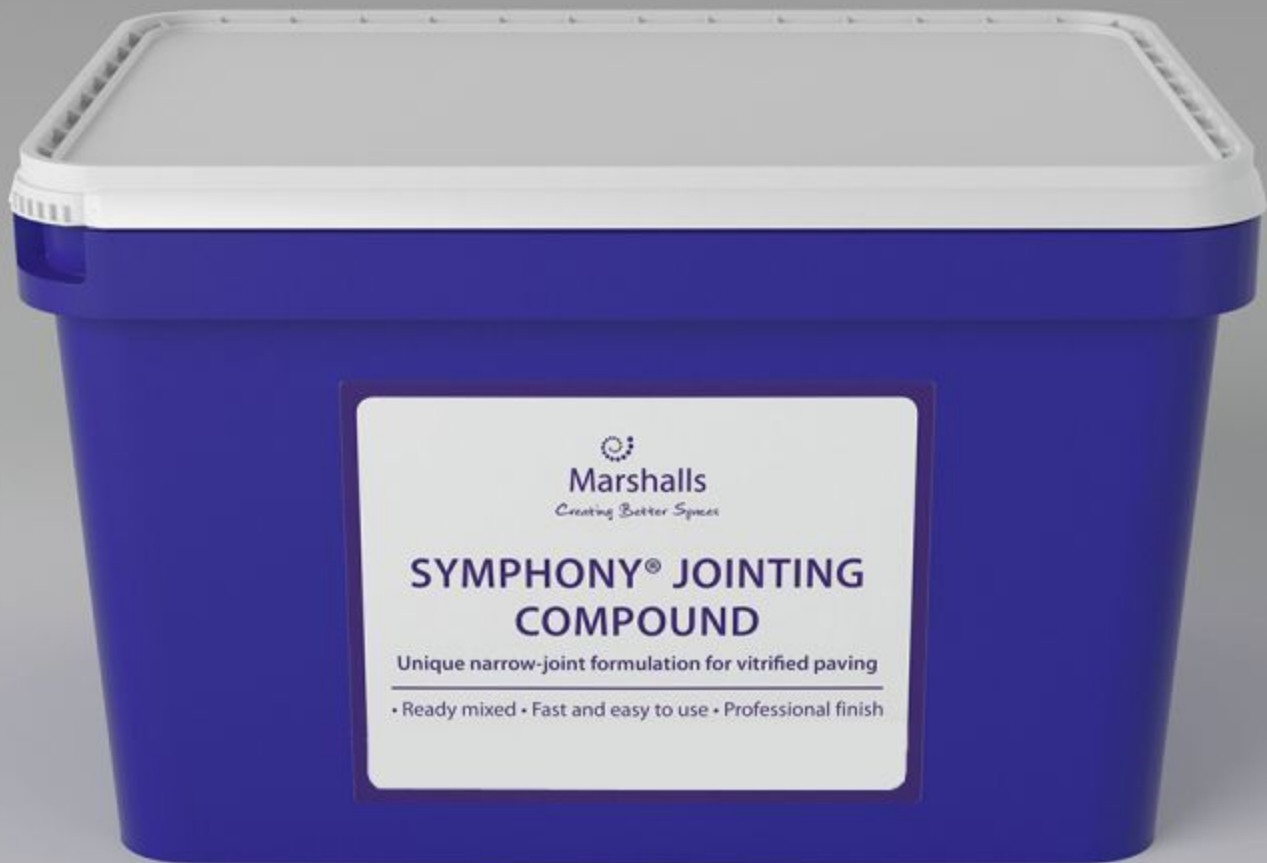 Marshalls
Creating Better Spaces
SYMPHONY® JOINTING
COMPOUND
Unique narrow-joint formulation for vitrified paving
• Ready mixed • Fast and easy to use • Professional finish